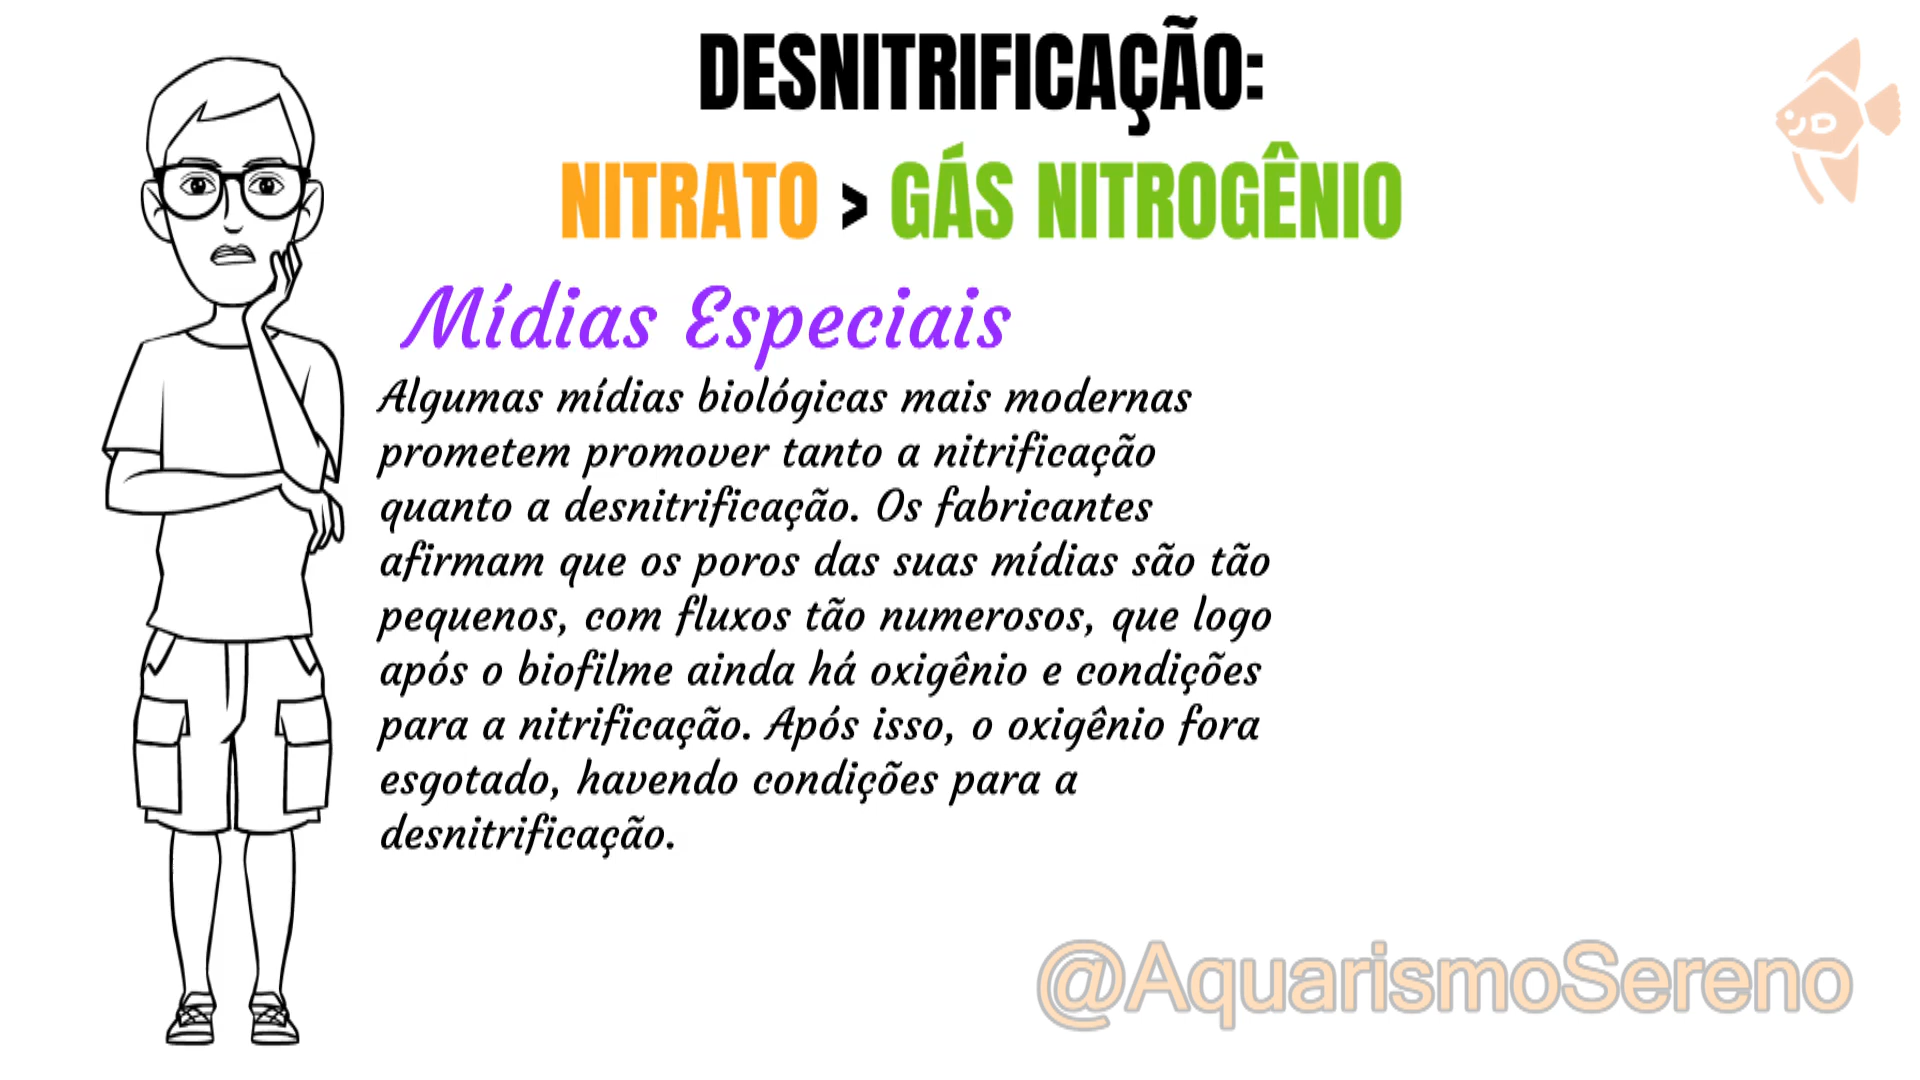 DESNITRIFICAÇÃO:
NITRATO > GÁS NITROGÊNIO
Mídias Especiais
Algumas mídias biológicas mais modernas
prometem promover tanto a nitrificação
quanto a desnitrificação. Os fabricantes
afirmam que os poros das suas mídias são tão
pequenos, com fluxos tão numerosos, que logo
após o biofilme ainda há oxigênio e condições
para a nitrificação. Após isso, o oxigênio fora
esgotado, havendo condições para a
desnitrificação.
JD
@AquarismoSereno